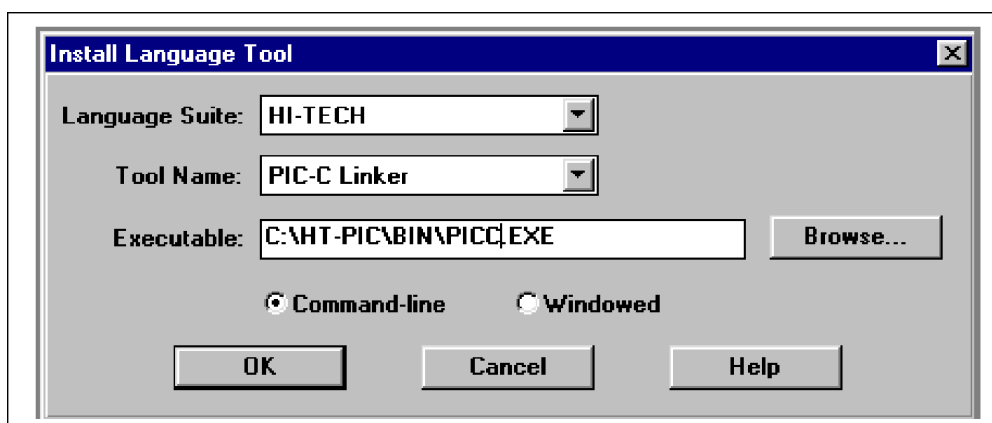 Install Language Tool
Language Suite: HI-TECH
Tool Name: PIC-C Linker
Executable: C:\HT-PIC\BIN\PICC.EXE Browse...
Command-line Windowed
OK Cancel Help